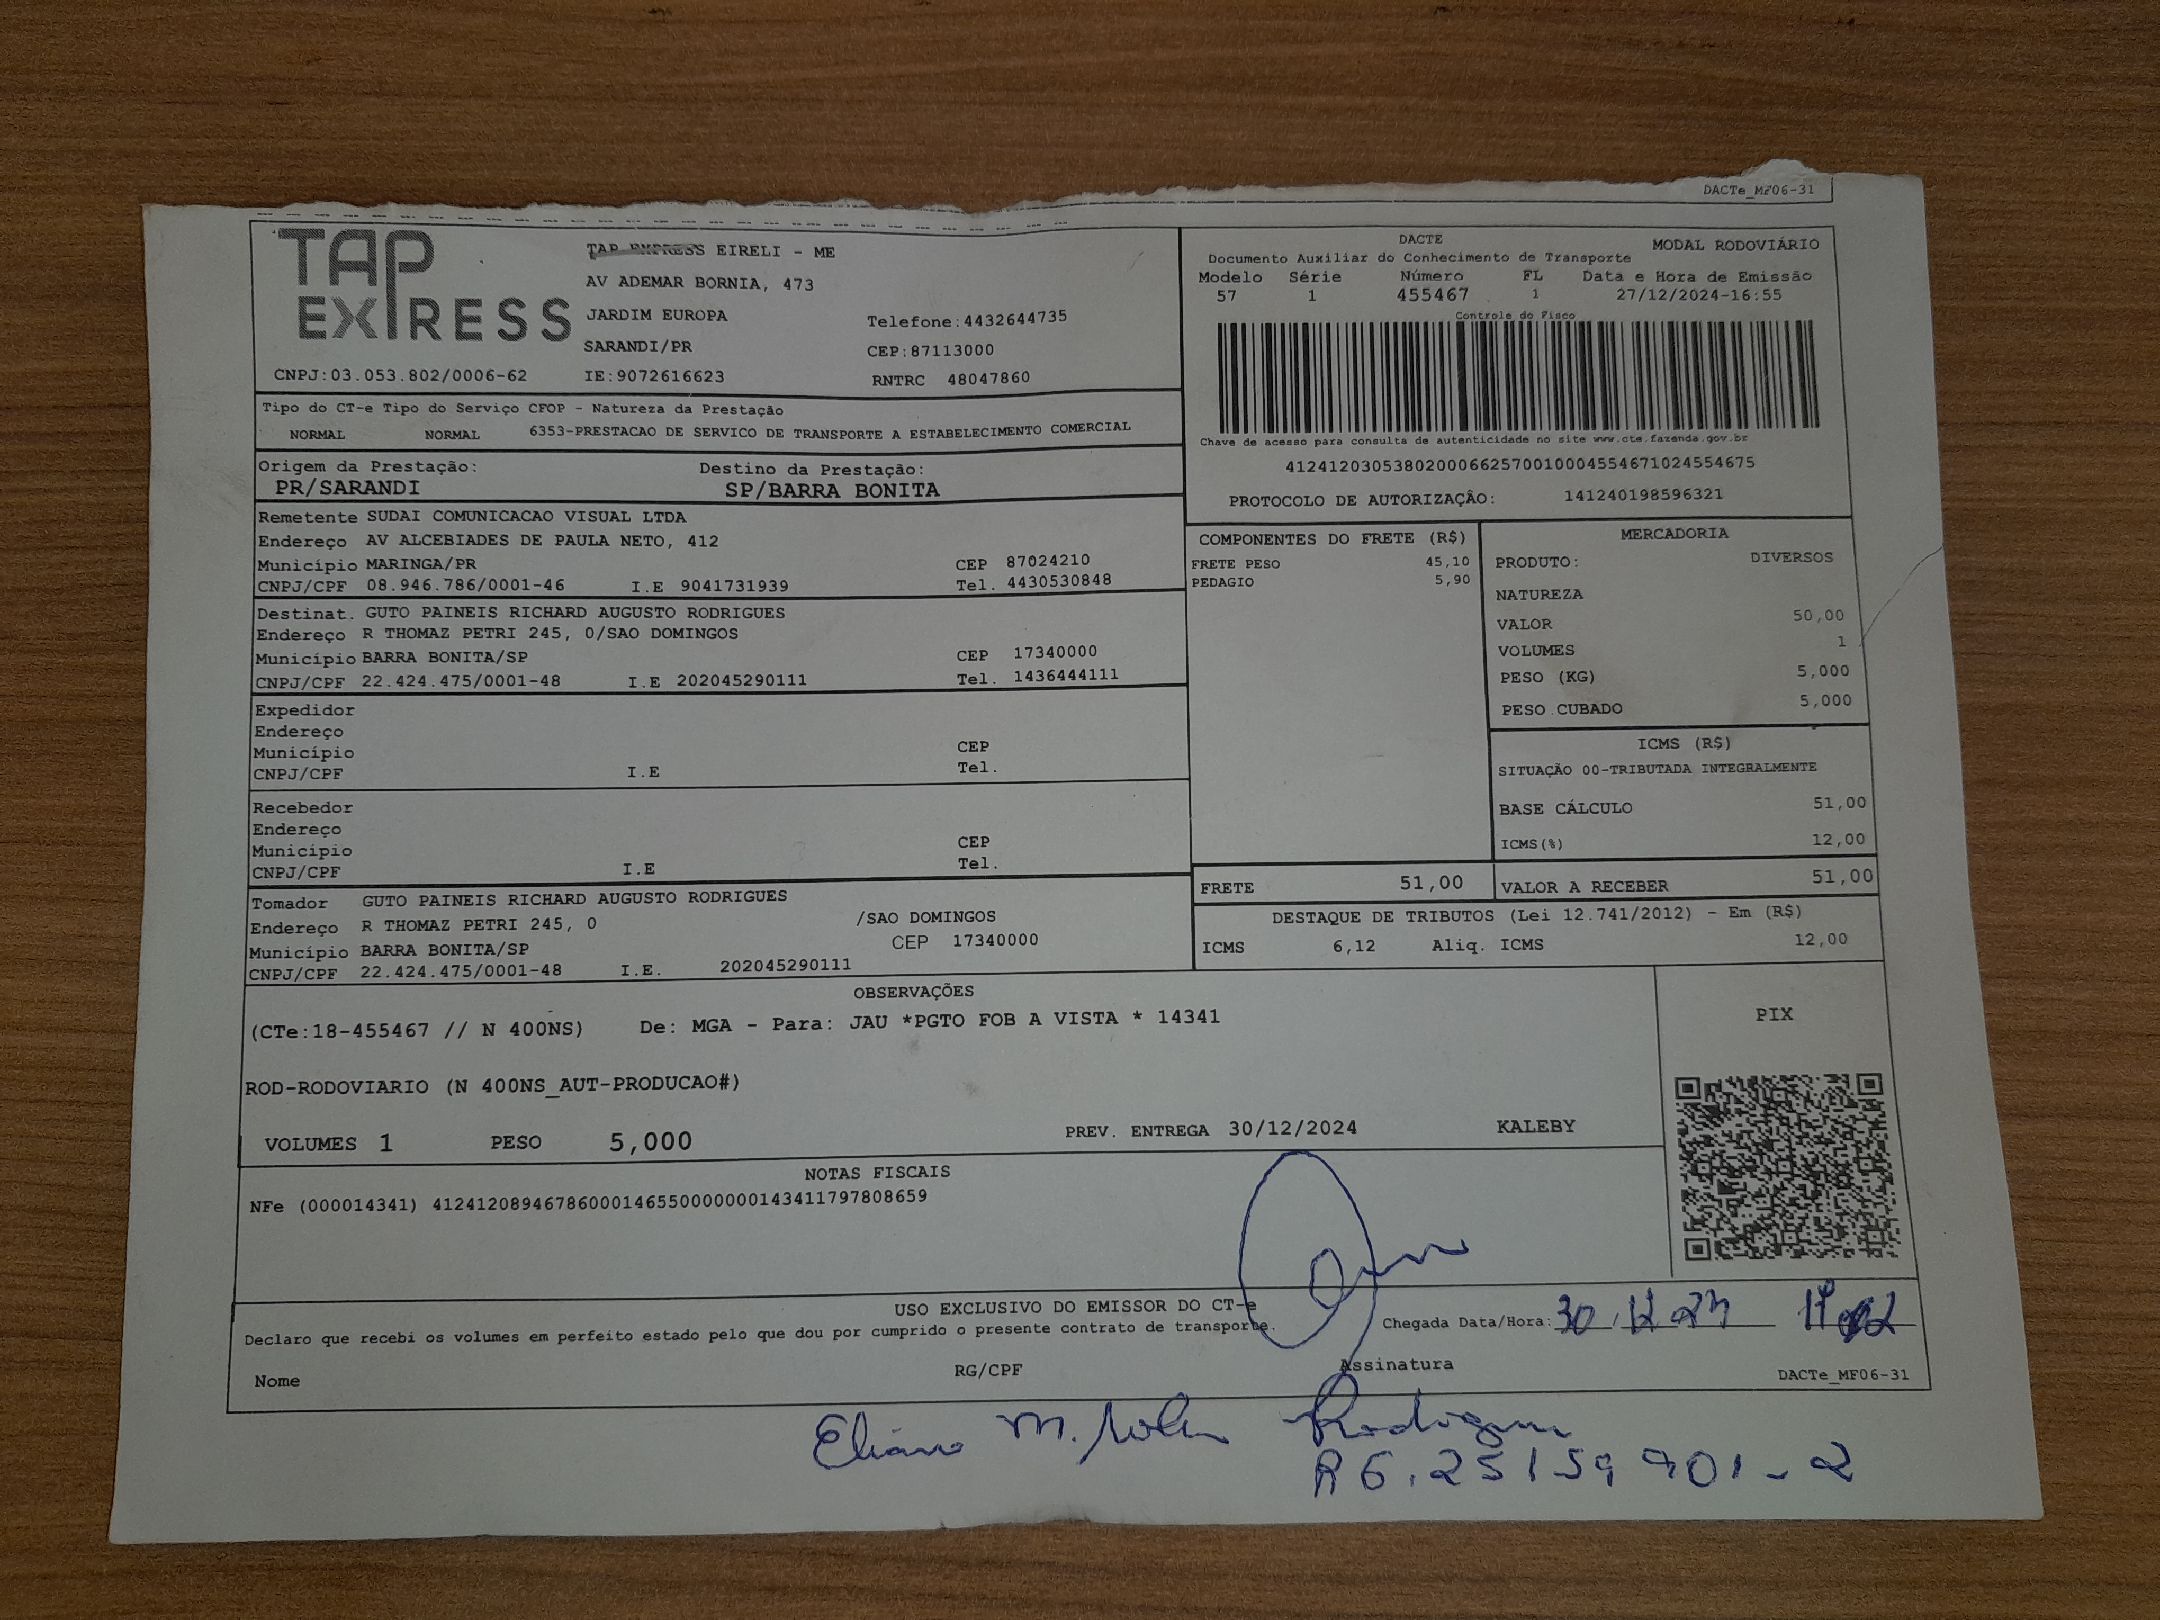 DACTe_MF06-31
TAP EXPRESS
TAP EXPRESS EIRELI - ME
AV ADEMAR BORNIA, 473
JARDIM EUROPA Telefone:4432644735
SARANDI/PR CEP:87113000
CNPJ:03.053.802/0006-62 IE:9072616623 RNTRC 48047860
DACTE MODAL RODOVIÁRIO
Documento Auxiliar do Conhecimento de Transporte
Modelo Série Número FL Data e Hora de Emissão
57 1 455467 1 27/12/2024-16:55
Controle do Fisco
Chave de acesso para consulta de autenticidade no site www.cte.fazenda.gov.br
41241203053802000662570010004554671024554675
PROTOCOLO DE AUTORIZAÇÂO: 141240198596321
Tipo do CT-e Tipo do Serviço CFOP - Natureza da Prestação
NORMAL NORMAL 6353-PRESTACAO DE SERVICO DE TRANSPORTE A ESTABELECIMENTO COMERCIAL
Origem da Prestação: Destino da Prestação:
PR/SARANDI SP/BARRA BONITA
Remetente SUDAI COMUNICACAO VISUAL LTDA
Endereço AV ALCEBIADES DE PAULA NETO, 412
Município MARINGA/PR CEP 87024210
CNPJ/CPF 08.946.786/0001-46 I.E 9041731939 Tel. 4430530848
Destinat. GUTO PAINEIS RICHARD AUGUSTO RODRIGUES
Endereço R THOMAZ PETRI 245, 0/SAO DOMINGOS
Município BARRA BONITA/SP CEP 17340000
CNPJ/CPF 22.424.475/0001-48 I.E 202045290111 Tel. 1436444111
Expedidor
Endereço
Município CEP
CNPJ/CPF I.E Tel.
Recebedor
Endereço
Município CEP
CNPJ/CPF I.E Tel.
Tomador GUTO PAINEIS RICHARD AUGUSTO RODRIGUES
Endereço R THOMAZ PETRI 245, 0 /SAO DOMINGOS
Município BARRA BONITA/SP CEP 17340000
CNPJ/CPF 22.424.475/0001-48 I.E. 202045290111
COMPONENTES DO FRETE (R$)
FRETE PESO 45,10
PEDAGIO 5,90
MERCADORIA
PRODUTO: DIVERSOS
NATUREZA
VALOR 50,00
VOLUMES 1
PESO (KG) 5,000
PESO CUBADO 5,000
ICMS (R$)
SITUAÇÃO 00-TRIBUTADA INTEGRALMENTE
BASE CÁLCULO 51,00
ICMS(%) 12,00
FRETE 51,00 VALOR A RECEBER 51,00
DESTAQUE DE TRIBUTOS (Lei 12.741/2012) - Em (R$)
ICMS 6,12 Aliq. ICMS 12,00
OBSERVAÇÕES
(CTe:18-455467 // N 400NS) De: MGA - Para: JAU *PGTO FOB A VISTA * 14341
ROD-RODOVIARIO (N 400NS_AUT-PRODUCAO#)
VOLUMES 1 PESO 5,000 PREV. ENTREGA 30/12/2024 KALEBY
PIX
NOTAS FISCAIS
NFe (000014341) 41241208946786000146550000000143411797808659
USO EXCLUSIVO DO EMISSOR DO CT-e
Declaro que recebi os volumes em perfeito estado pelo que dou por cumprido o presente contrato de transporte.
Chegada Data/Hora: 30.12.24
Nome RG/CPF Assinatura DACTe_MF06-31
M. Rodrigues
RG.25159901-2